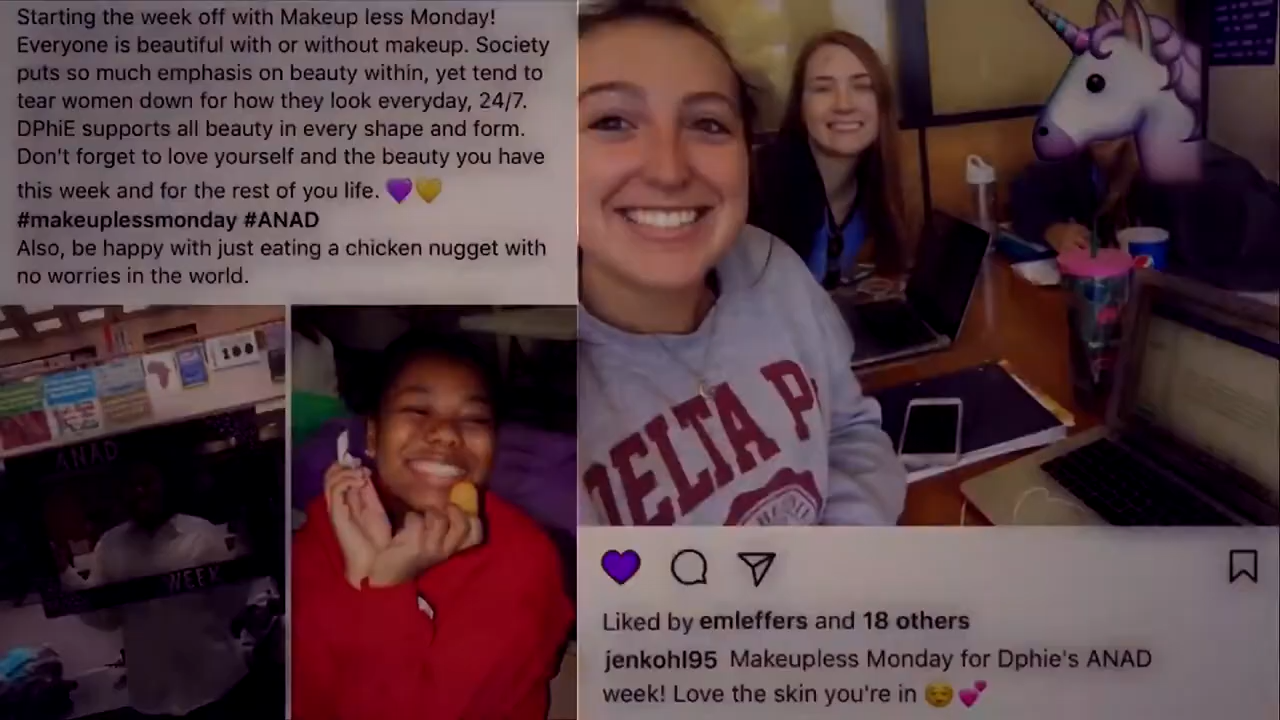 Starting the week off with Makeup less Monday!
Everyone is beautiful with or without makeup. Society
puts so much emphasis on beauty within, yet tend to
tear women down for how they look everyday, 24/7.
DPhiE supports all beauty in every shape and form.
Don't forget to love yourself and the beauty you have
this week and for the rest of you life. 💜💛
#makeuplessmonday #ANAD
Also, be happy with just eating a chicken nugget with
no worries in the world.
100
ANAD
WEEK
DELTA
Liked by emleffers and 18 others
jenkohl95 Makeupless Monday for Dphie's ANAD
week! Love the skin you're in 😌💕